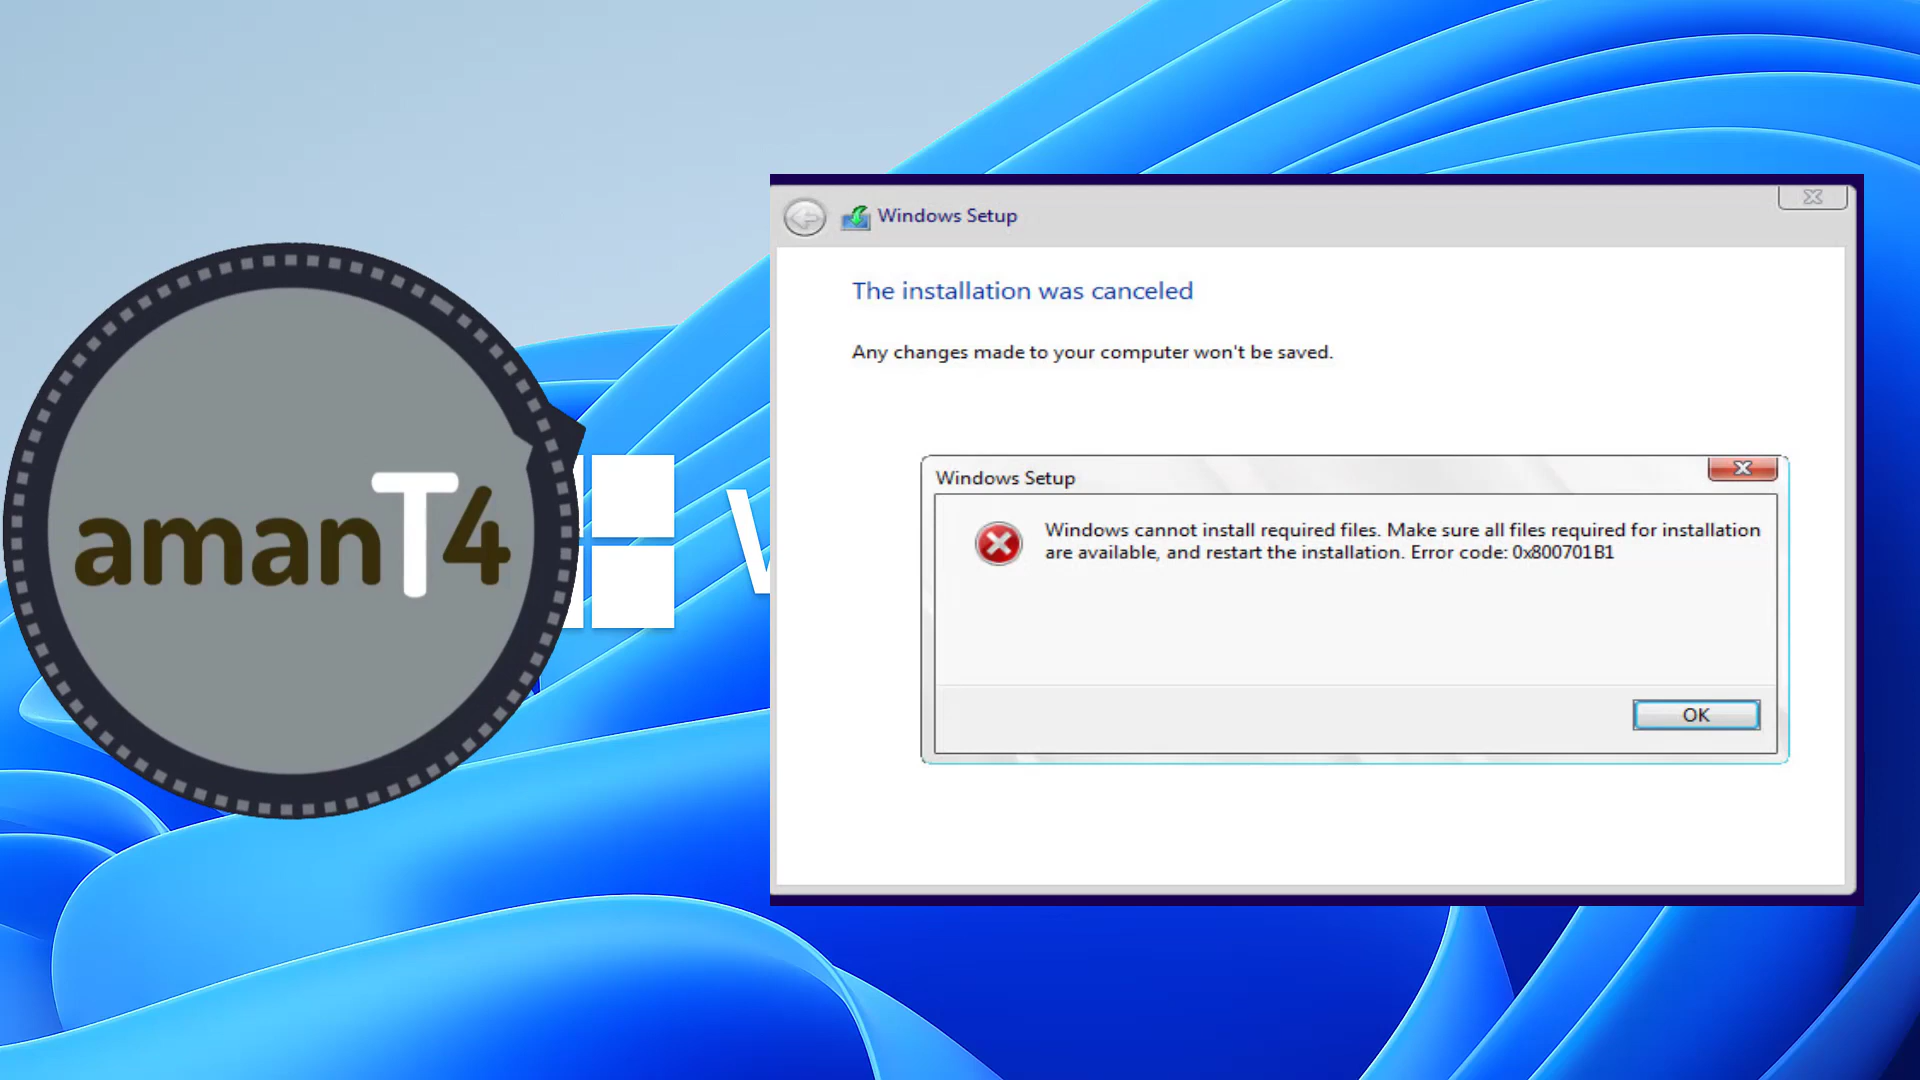 amanT4
W
Windows Setup
The installation was canceled
Any changes made to your computer won't be saved.
Windows Setup
Windows cannot install required files. Make sure all files required for installation
are available, and restart the installation. Error code: 0x800701B1
OK